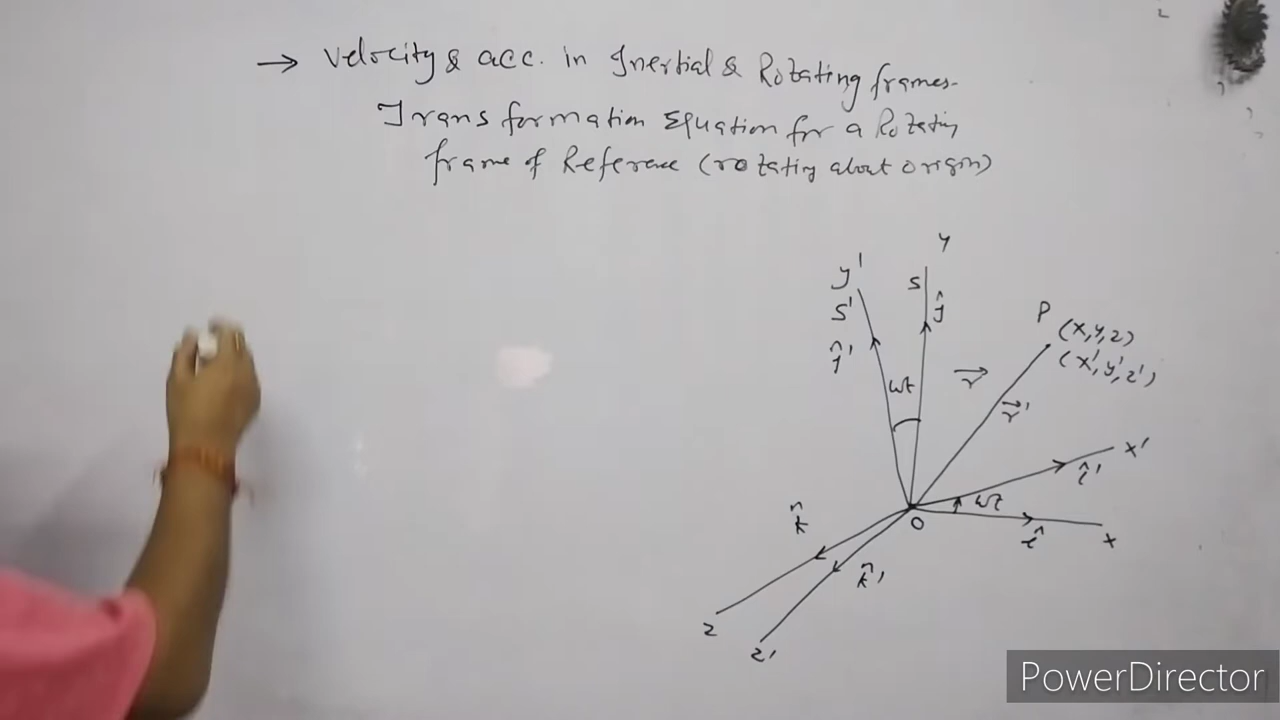 → Velocity & acc. in Inertial & Rotating frames-
Transformation Equation for a Rotating
frame of Reference (rotating about origin)
y
y'
s
s'
ĵ
ĵ'
P (x,y,z)
(x',y',z')
r⃗
ωt
r⃗'
x'
î'
ωt
O
î
x
k̂
k̂'
z
z'
PowerDirector